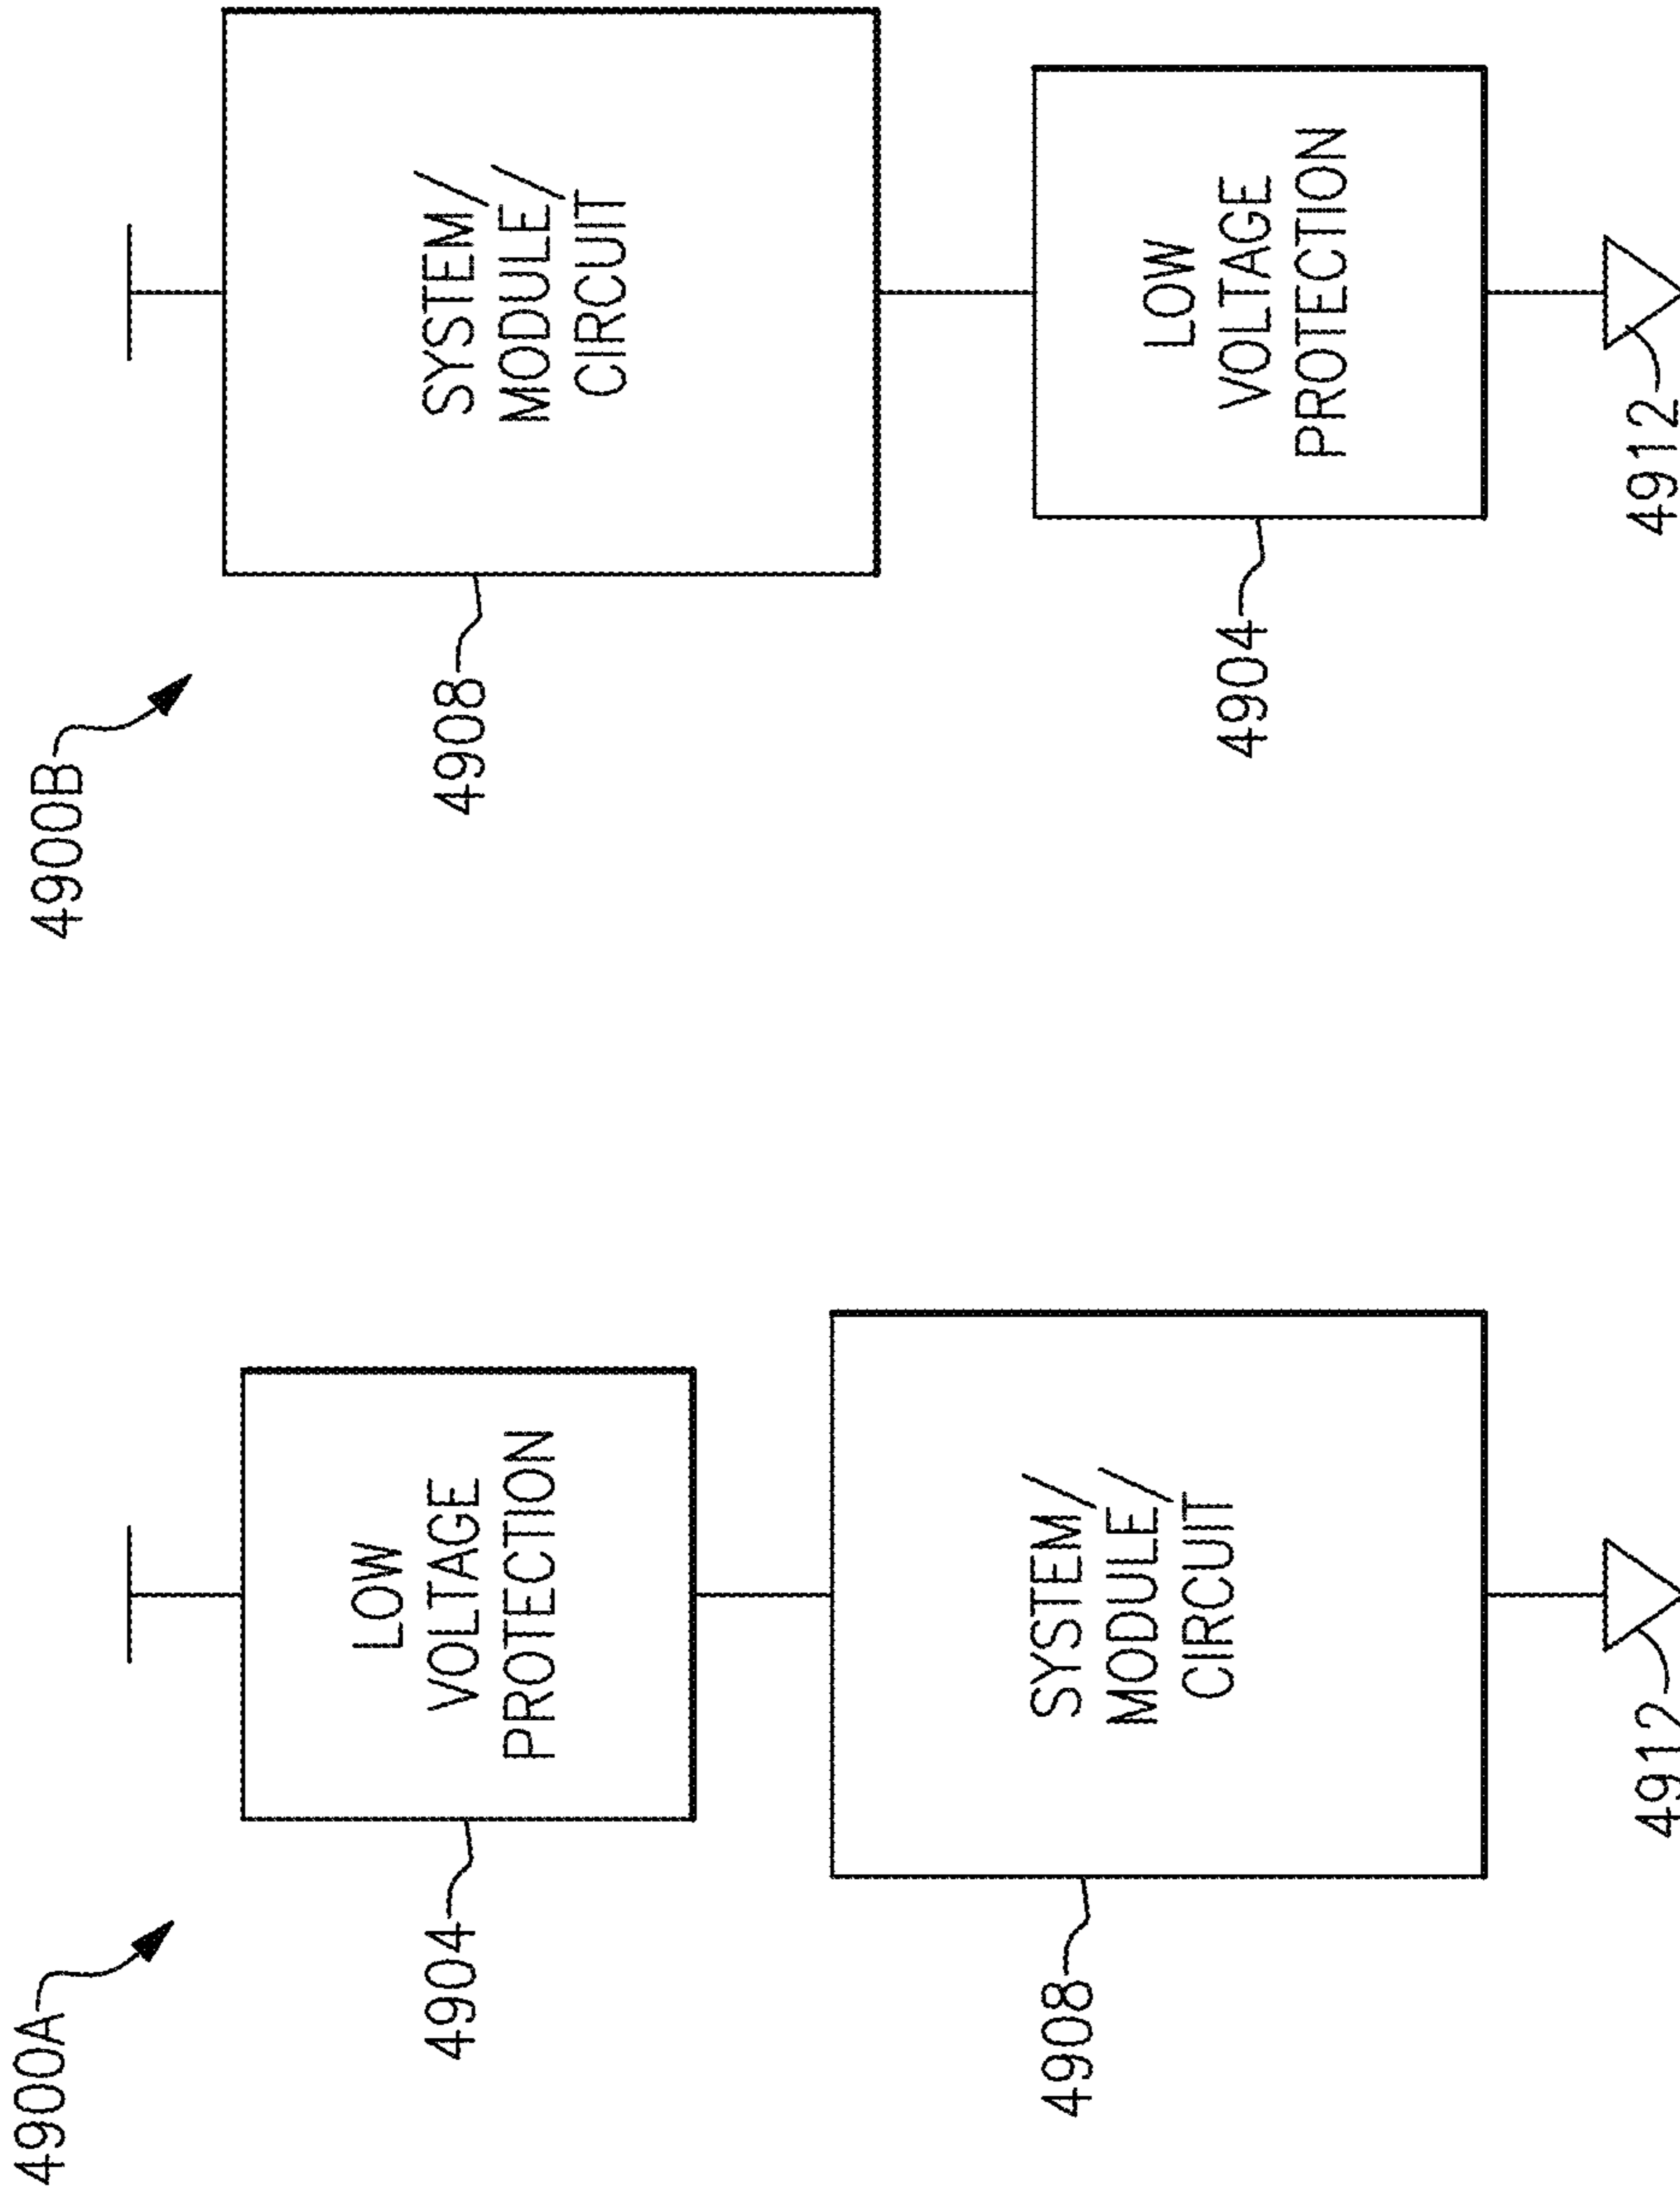 4900A
4904
LOW
VOLTAGE
PROTECTION
4908
SYSTEM/
MODULE/
CIRCUIT
4912
4900B
4908
SYSTEM/
MODULE/
CIRCUIT
4904
LOW
VOLTAGE
PROTECTION
4912